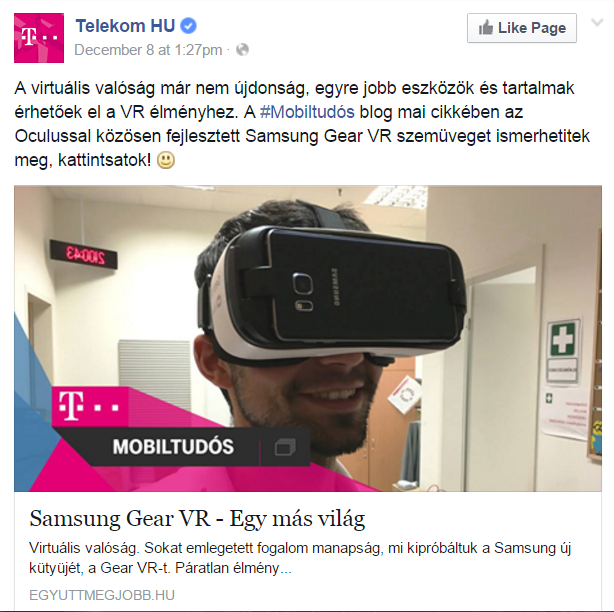 Telekom HU
December 8 at 1:27pm
Like Page
A virtuális valóság már nem újdonság, egyre jobb eszközök és tartalmak
érhetőek el a VR élményhez. A #Mobiltudós blog mai cikkében az
Oculussal közösen fejlesztett Samsung Gear VR szemüveget ismerhetitek
meg, kattintsatok!
SAMSUNG
T
MOBILTUDÓS
Samsung Gear VR - Egy más világ
Virtuális valóság. Sokat emlegetett fogalom manapság, mi kipróbáltuk a Samsung új
kütyüjét, a Gear VR-t. Páratlan élmény...
EGYUTTMEGJOBB.HU